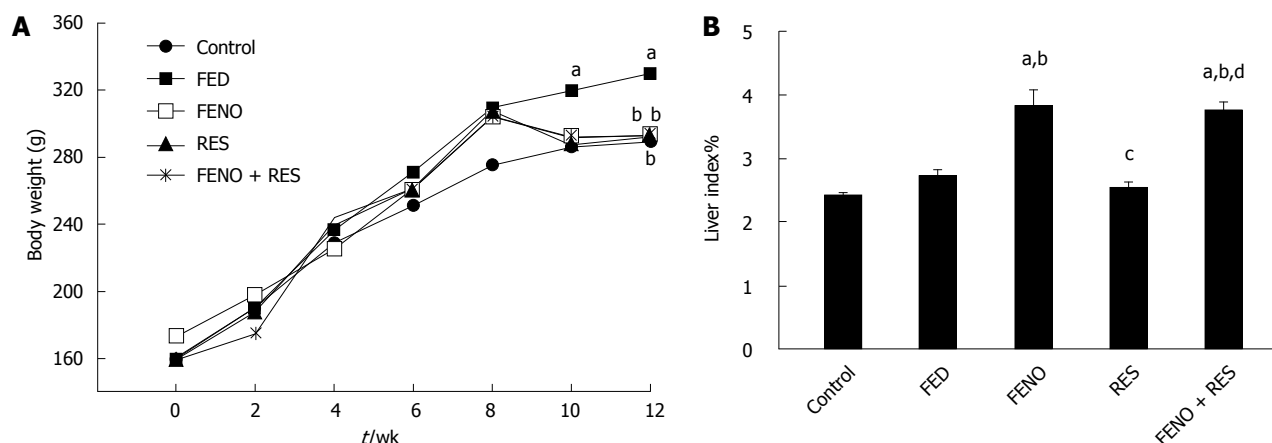 A
360
320
280
240
200
160
Body weight (g)
Control
FED
FENO
RES
FENO + RES
a
a
b b
b
0 2 4 6 8 10 12
t/wk
B
5
4
3
2
1
0
Liver index%
a,b
c
a,b,d
Control
FED
FENO
RES
FENO + RES